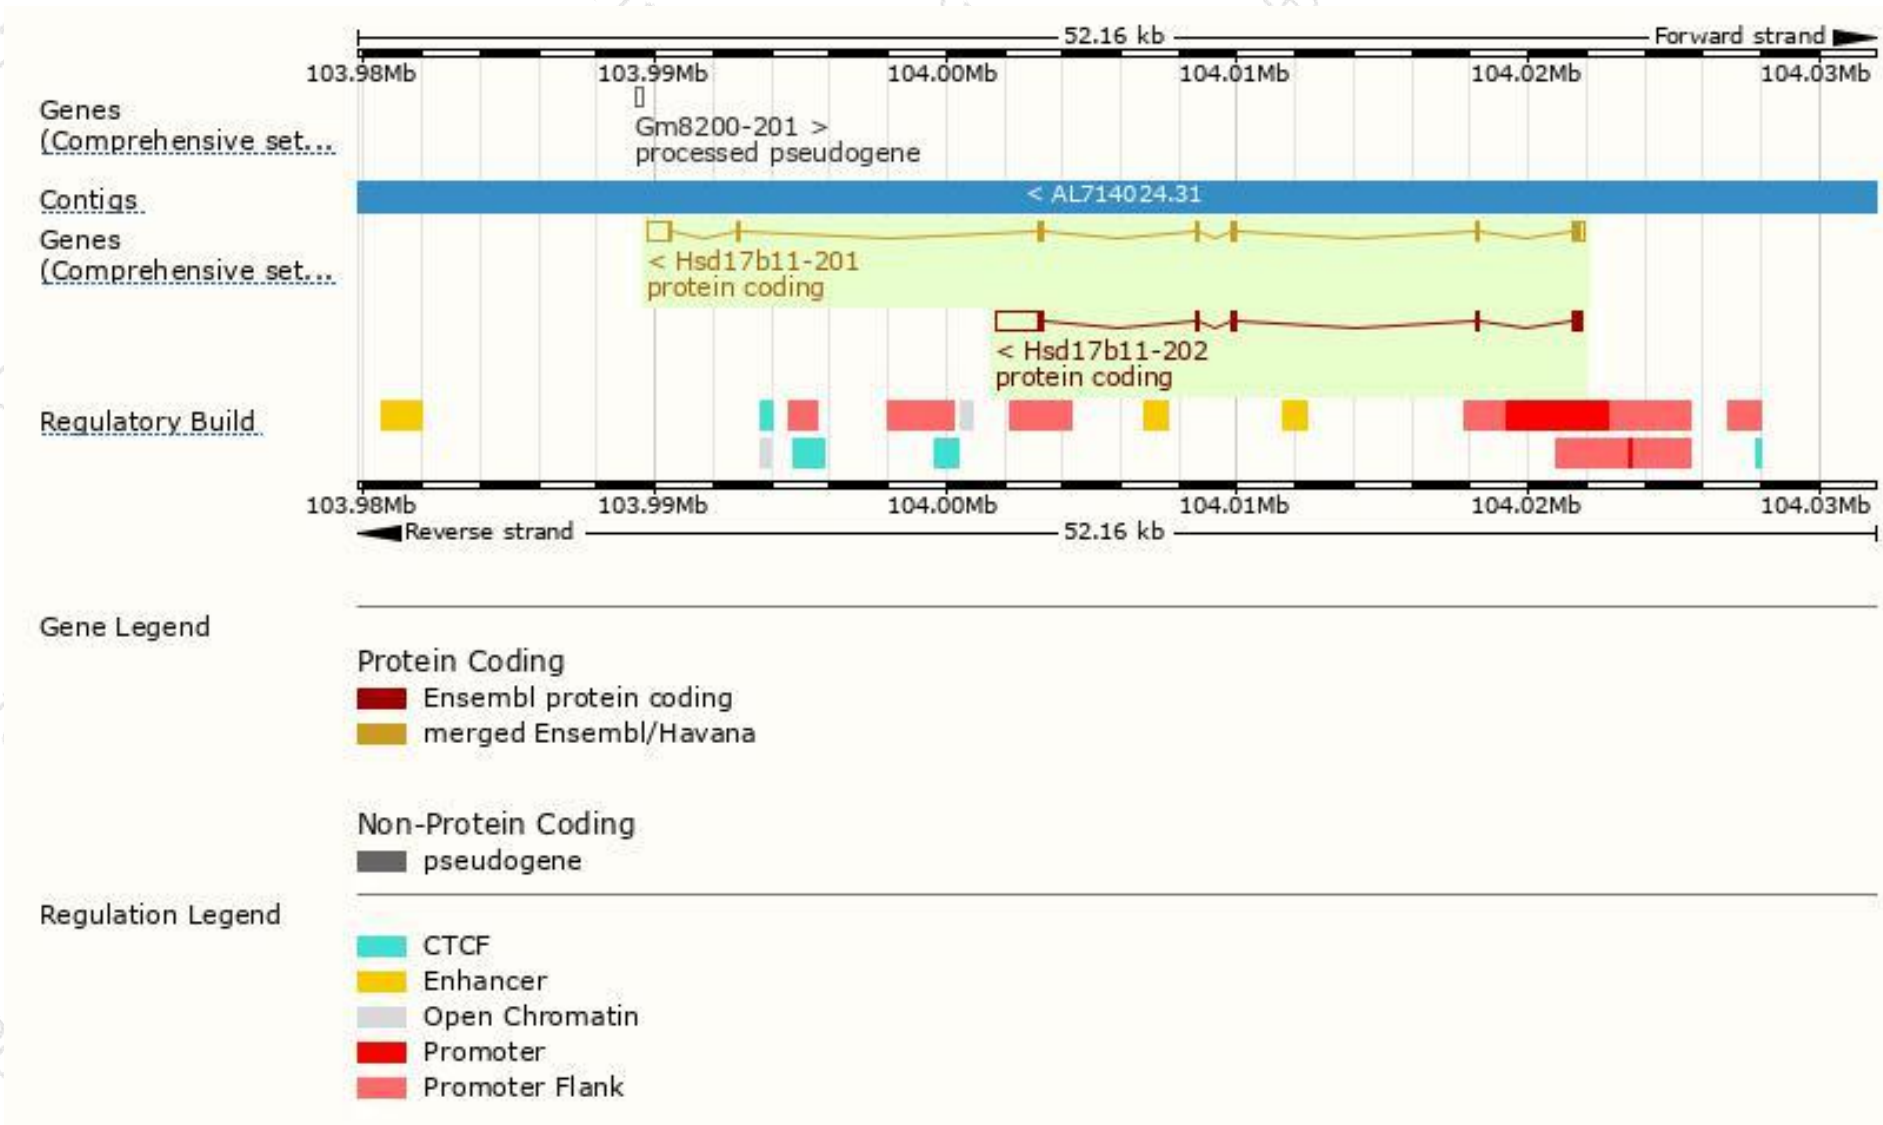 52.16 kb
Forward strand
103.98Mb 103.99Mb 104.00Mb 104.01Mb 104.02Mb 104.03Mb
Genes
(Comprehensive set...
Gm8200-201 >
processed pseudogene
Contigs
< AL714024.31
Genes
(Comprehensive set...
< Hsd17b11-201
protein coding
< Hsd17b11-202
protein coding
Regulatory Build
103.98Mb 103.99Mb 104.00Mb 104.01Mb 104.02Mb 104.03Mb
Reverse strand
52.16 kb
Gene Legend
Protein Coding
Ensembl protein coding
merged Ensembl/Havana
Non-Protein Coding
pseudogene
Regulation Legend
CTCF
Enhancer
Open Chromatin
Promoter
Promoter Flank